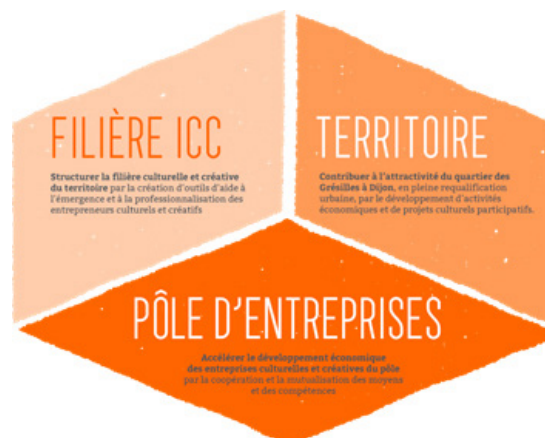 FILIÈRE ICC
Structurer la filière culturelle et créative
du territoire par la création d'outils d'aide à
l'émergence et à la professionnalisation des
entrepreneurs culturels et créatifs
TERRITOIRE
Contribuer à l'attractivité du quartier des
Grésilles à Dijon, en pleine requalification
urbaine, par le développement d'activités
économiques et de projets culturels participatifs.
PÔLE D'ENTREPRISES
Accélérer le développement économique
des entreprises culturelles et créatives du pôle
par la coopération et la mutualisation des moyens
et des compétences